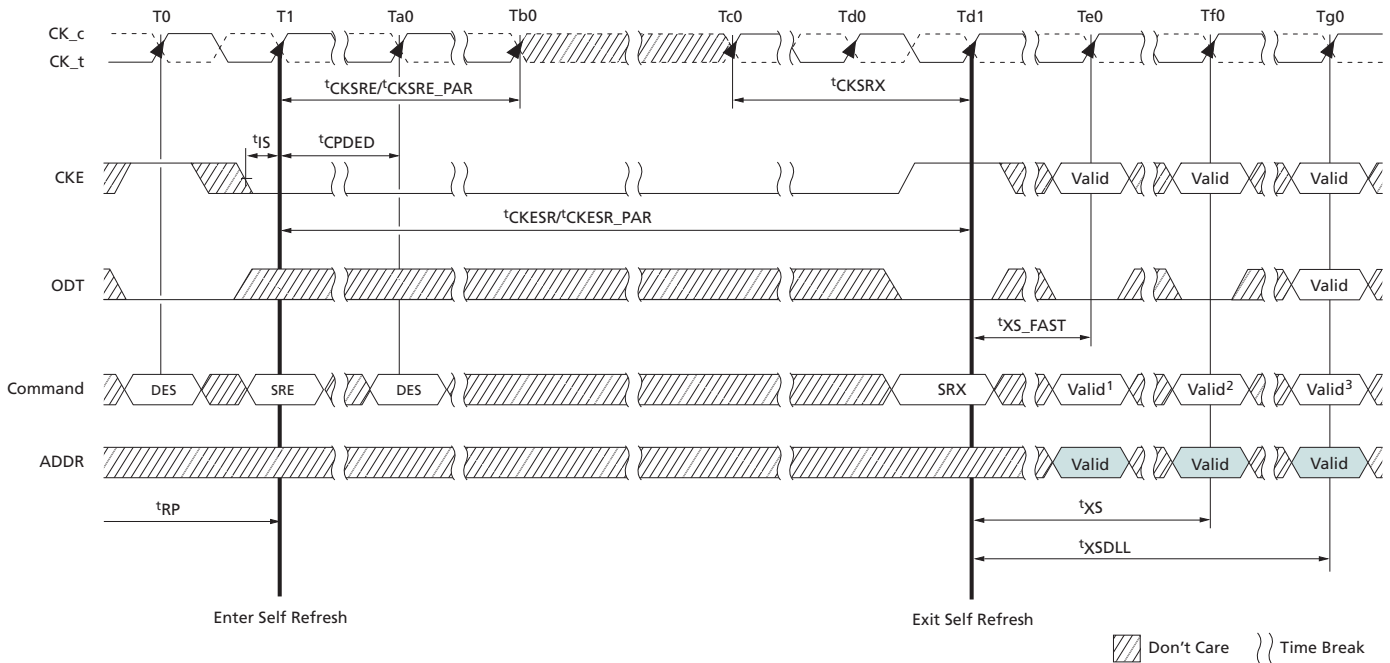 T0 T1 Ta0 Tb0 Tc0 Td0 Td1 Te0 Tf0 Tg0
CK_c
CK_t
tCKSRE/tCKSRE_PAR tCKSRX
tIS tCPDED
CKE Valid Valid Valid
tCKESR/tCKESR_PAR
ODT Valid
tXS_FAST
Command DES SRE DES SRX Valid1 Valid2 Valid3
ADDR Valid Valid Valid
tRP tXS
tXSDLL
Enter Self Refresh Exit Self Refresh
Don't Care Time Break